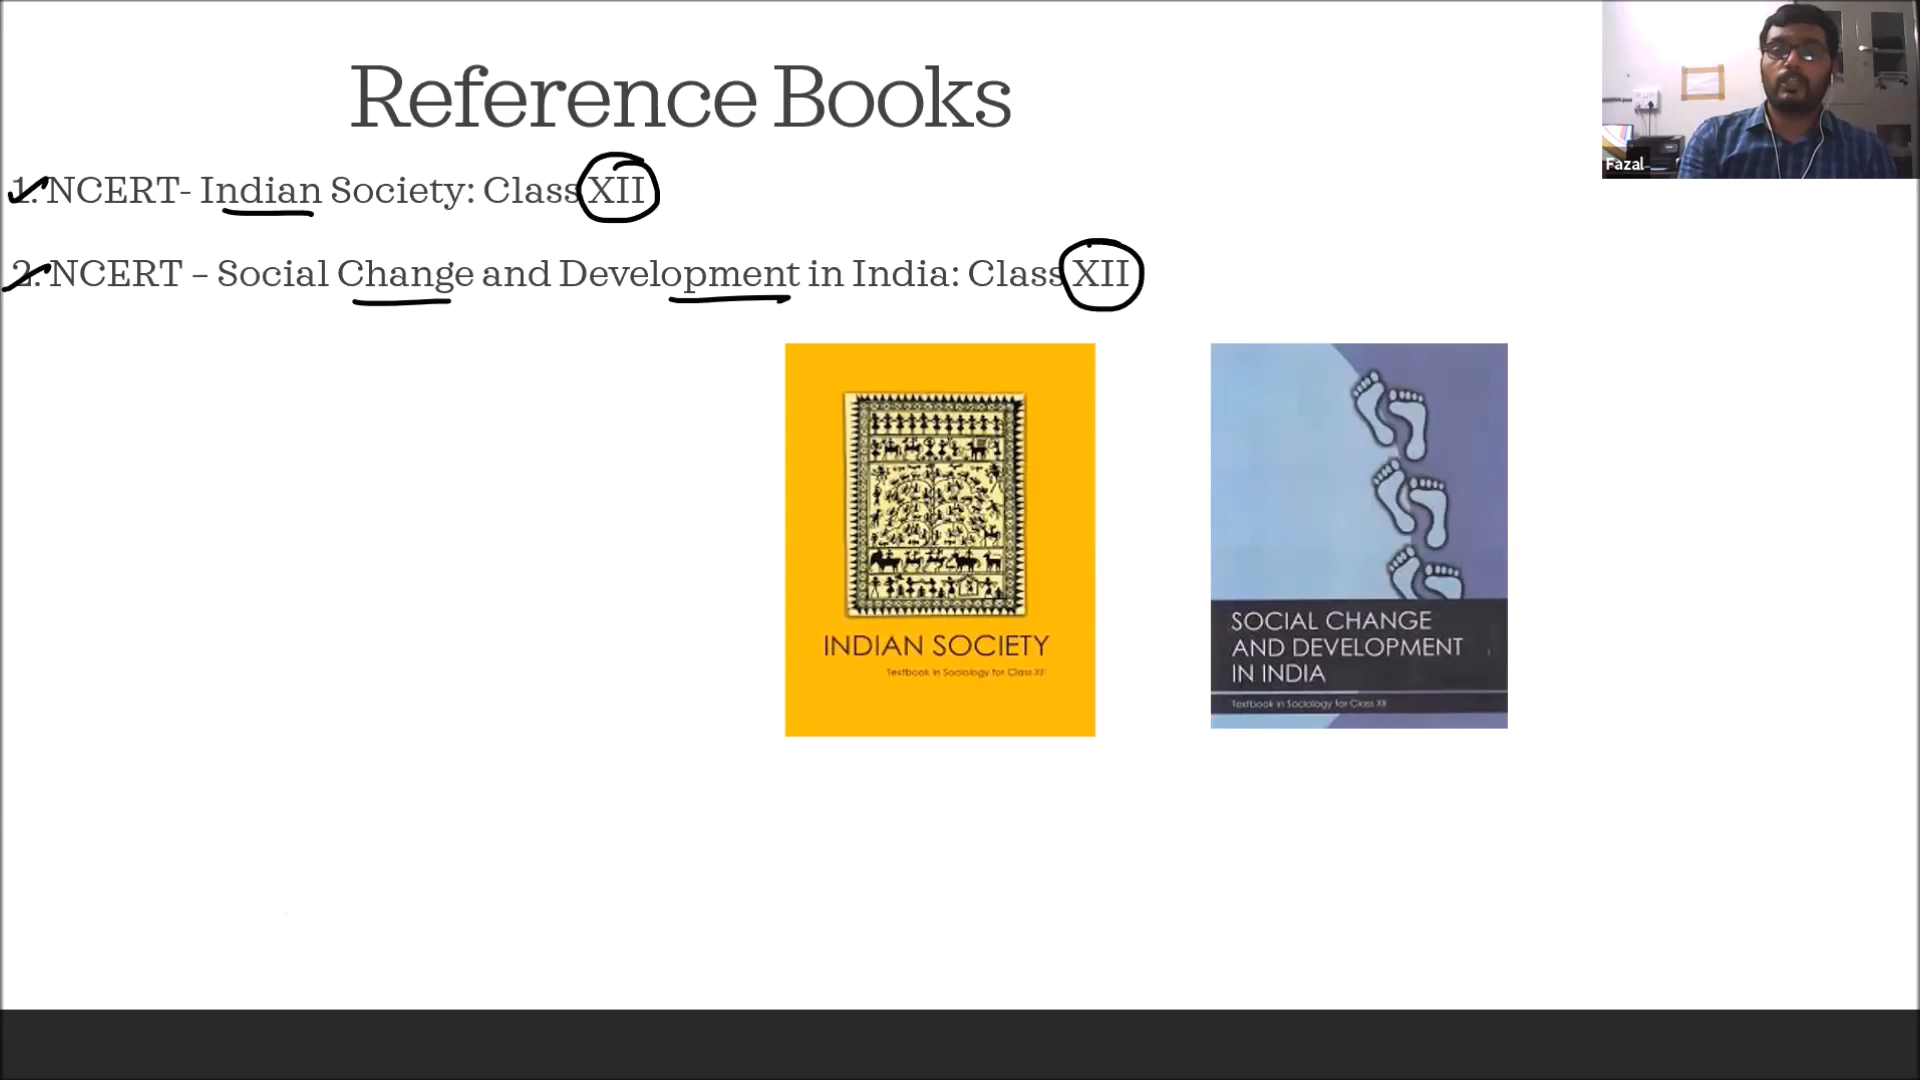 Reference Books
Fazal
1. NCERT- Indian Society: Class XII
2. NCERT – Social Change and Development in India: Class XII
INDIAN SOCIETY
Textbook in Sociology for Class XII
SOCIAL CHANGE
AND DEVELOPMENT
IN INDIA
Textbook in Sociology for Class XII